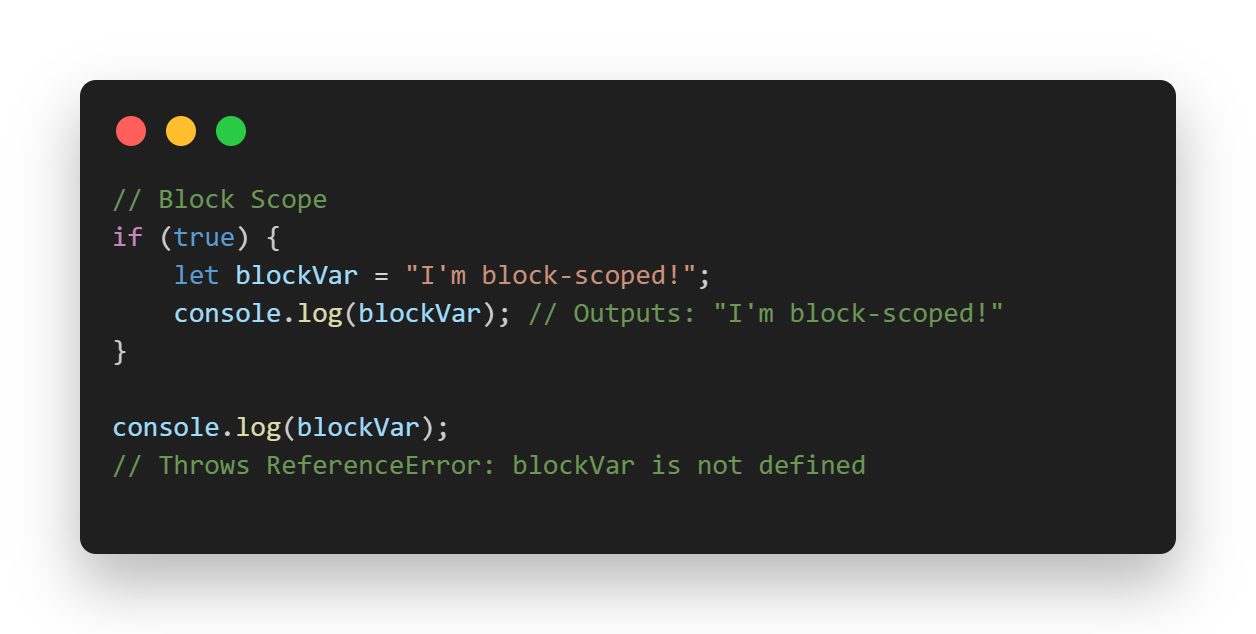 // Block Scope
if (true) {
    let blockVar = "I'm block-scoped!";
    console.log(blockVar); // Outputs: "I'm block-scoped!"
}
console.log(blockVar);
// Throws ReferenceError: blockVar is not defined